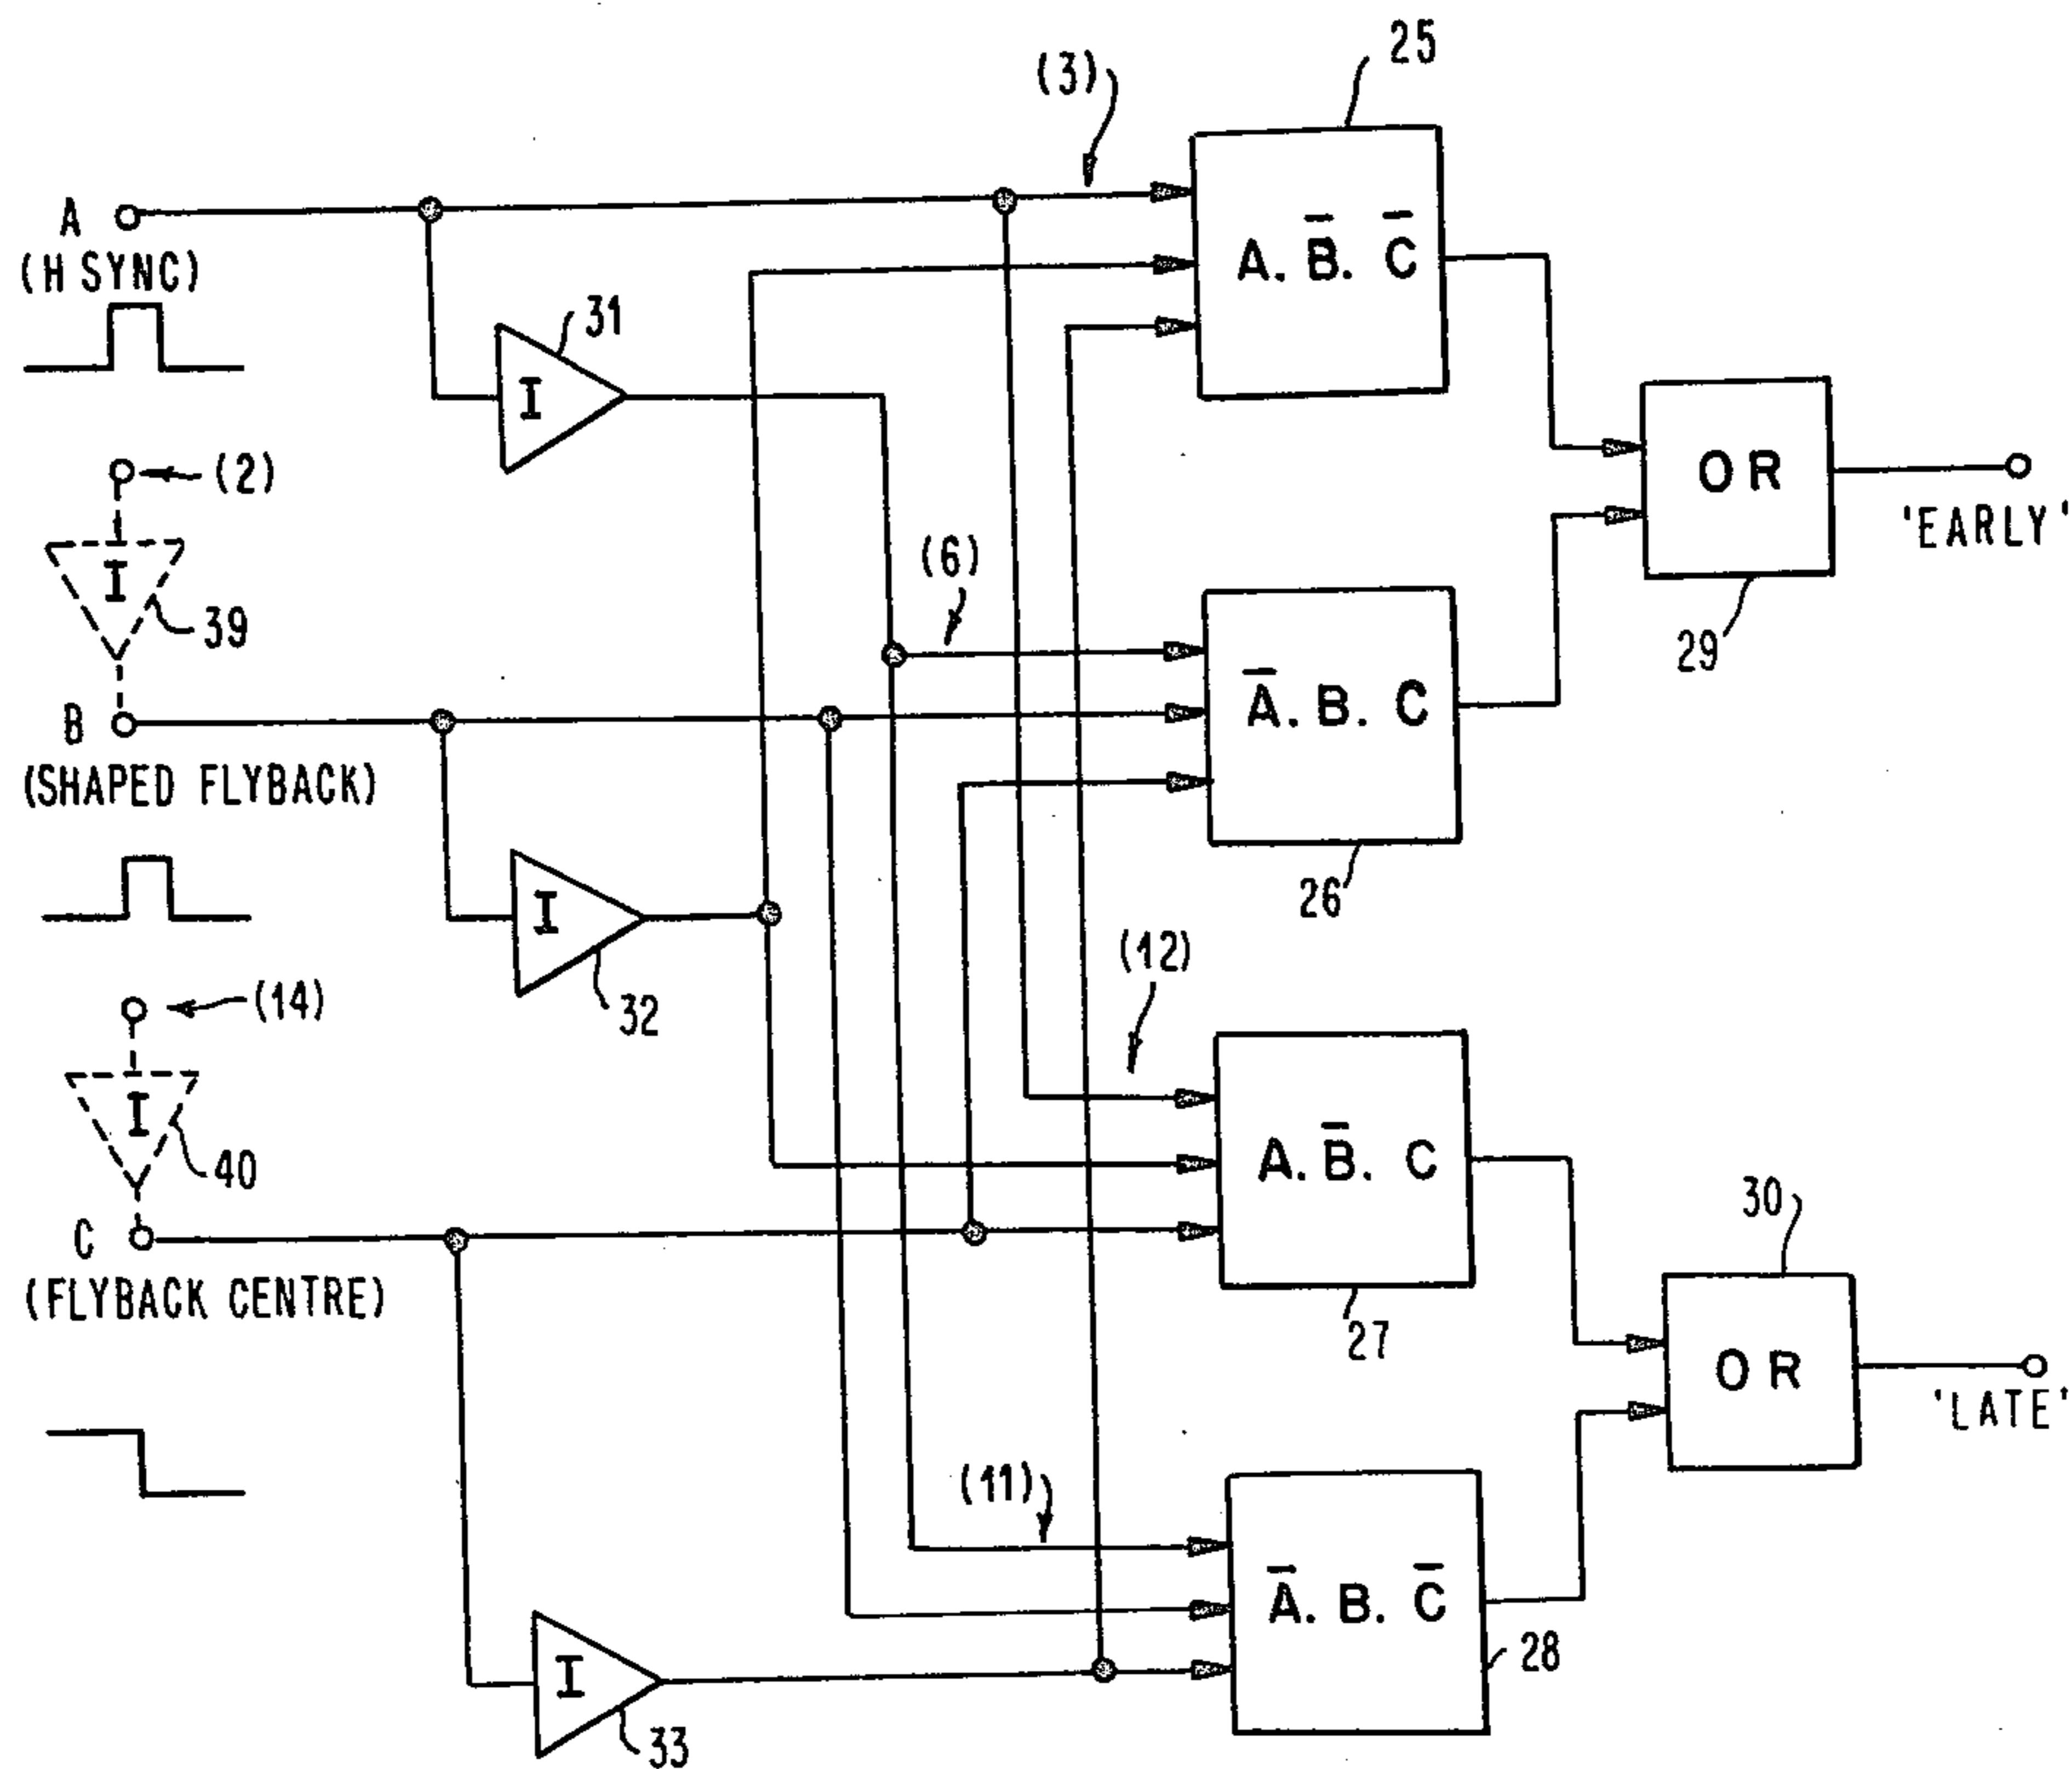 25
(3)
A
(H SYNC)
A. B̅. C̅
31
I
(2)
OR
'EARLY'
I
39
(6)
29
B
A̅. B. C
(SHAPED FLYBACK)
26
I
32
(12)
(14)
I
40
A. B̅. C
30
C
(FLYBACK CENTRE)
27
OR
'LATE'
(11)
A̅. B. C̅
28
I
33